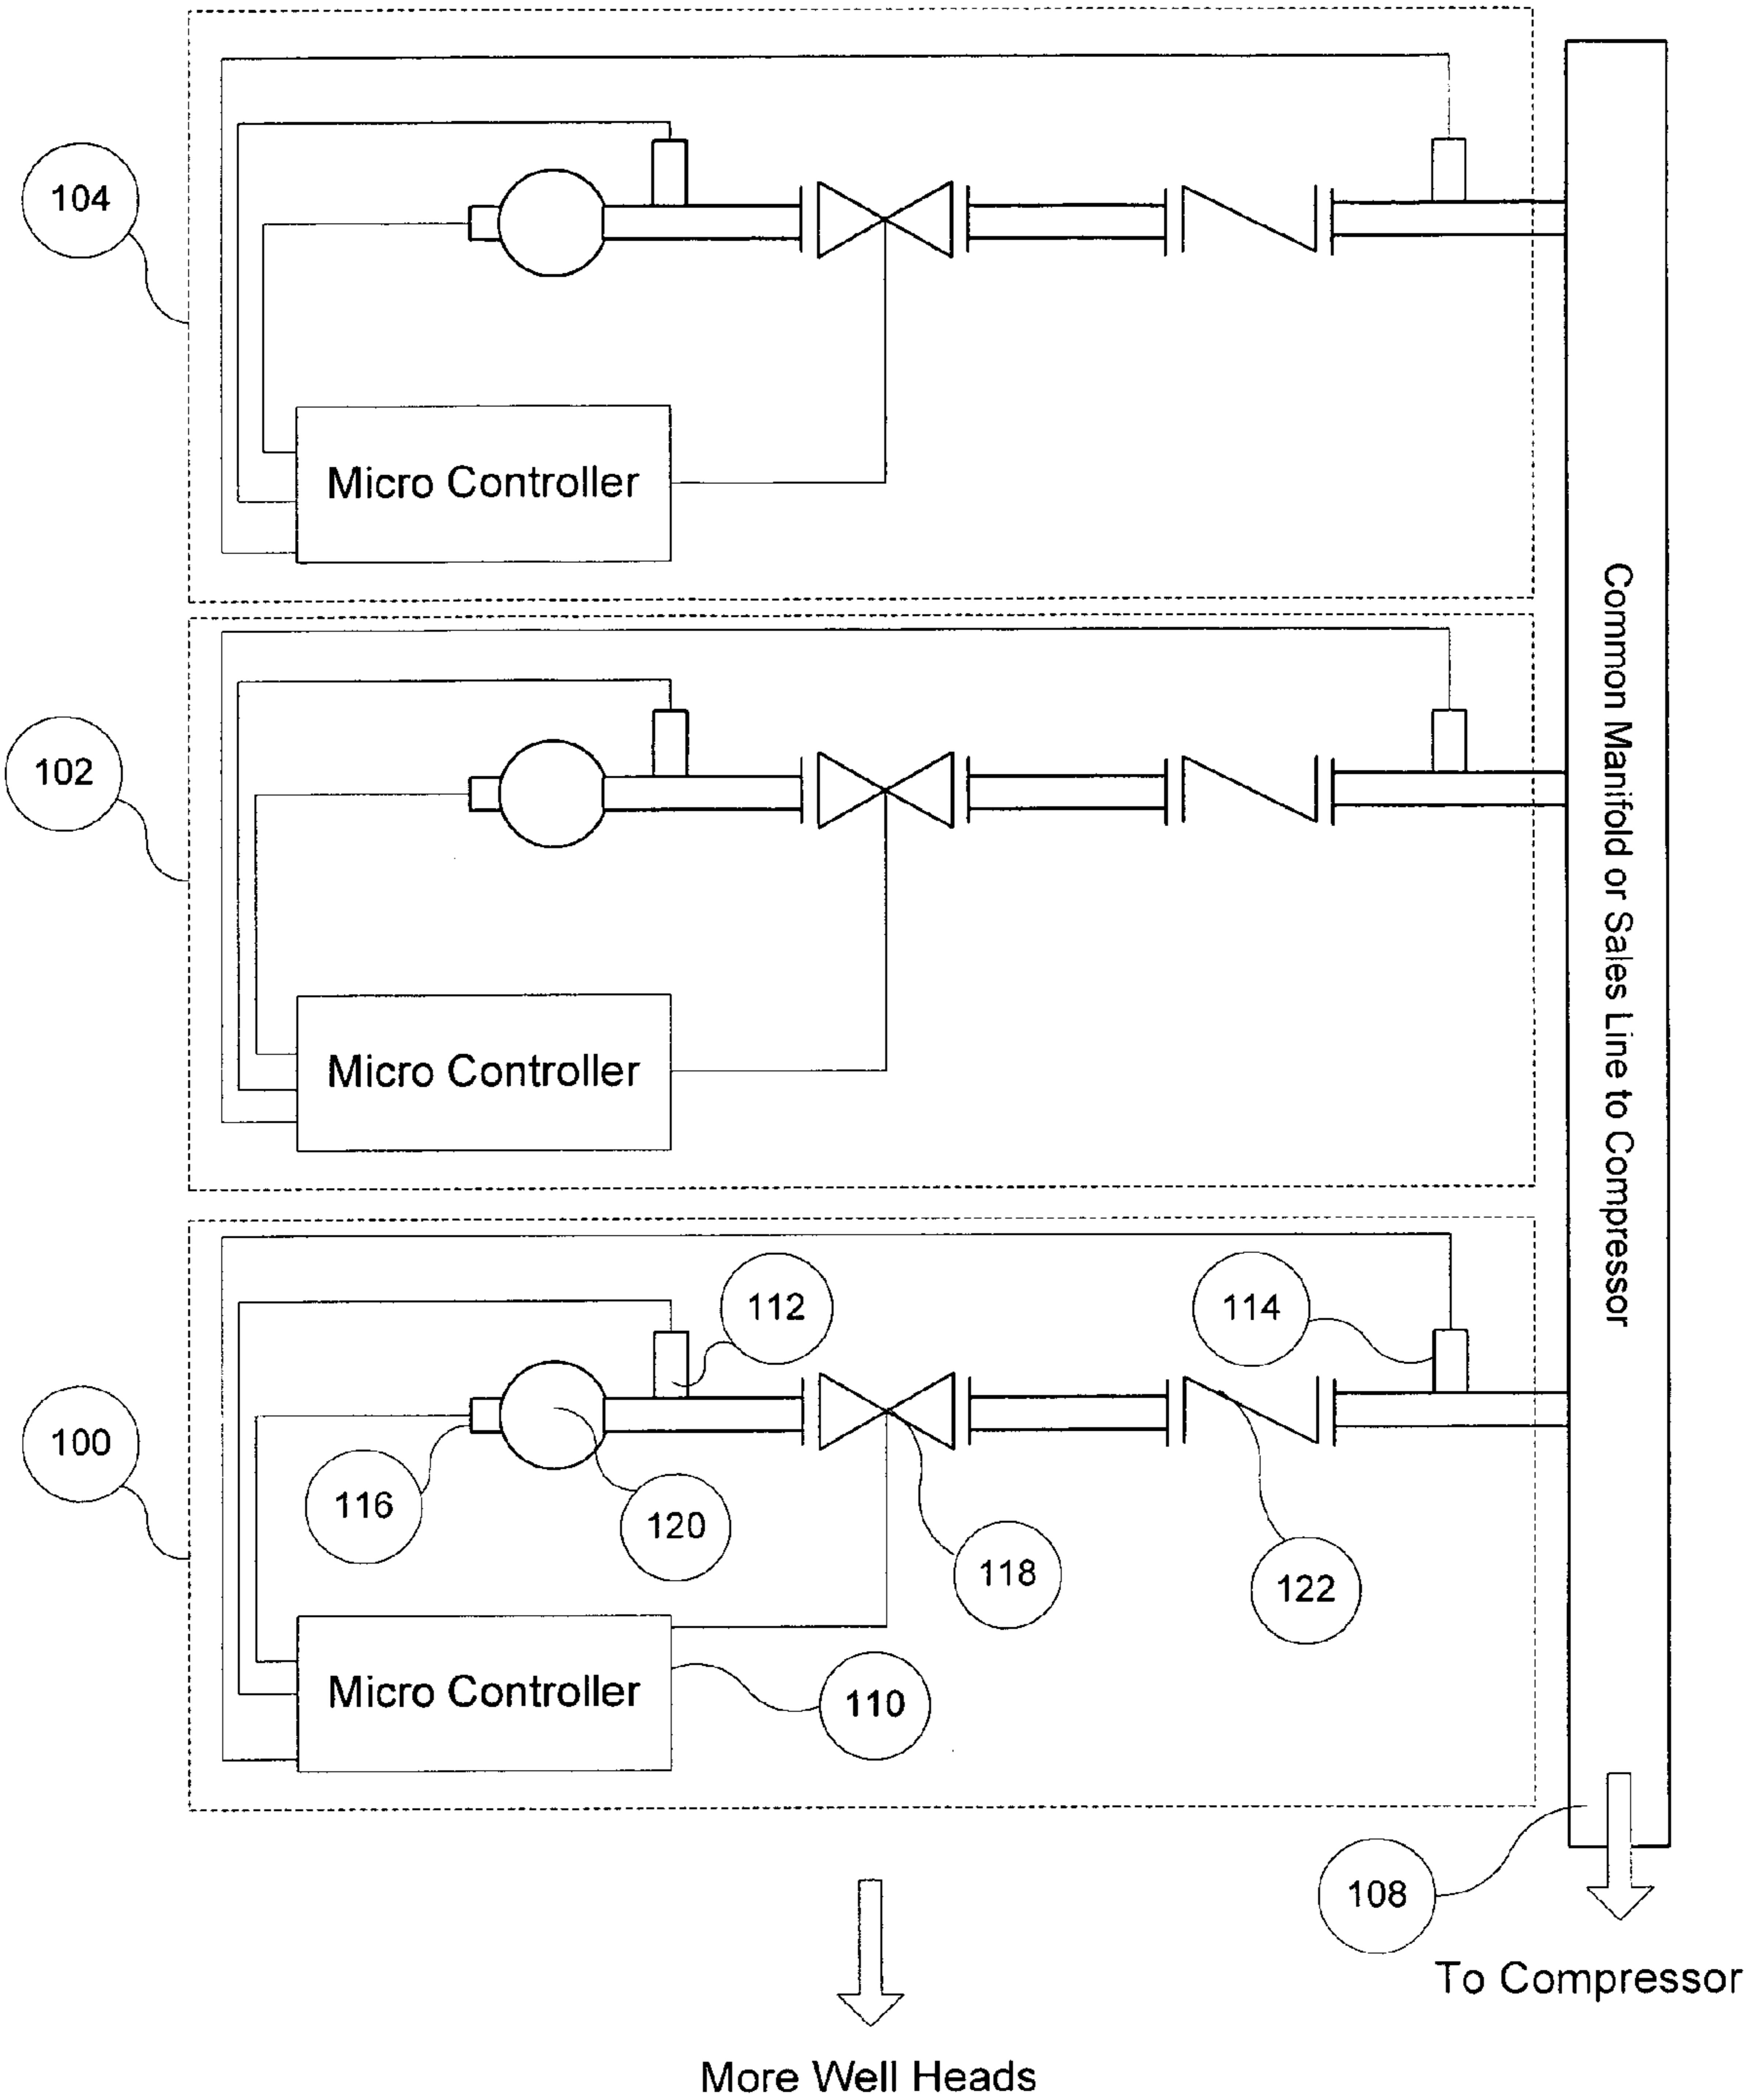 104
Micro Controller
102
Micro Controller
Common Manifold or Sales Line to Compressor
112
114
100
116
120
118
122
Micro Controller
110
108
To Compressor
More Well Heads